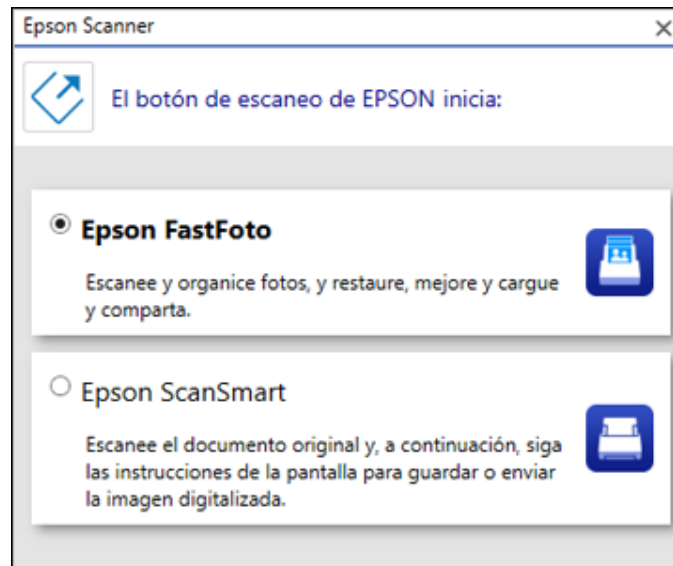 Epson Scanner
El botón de escaneo de EPSON inicia:
Epson FastFoto
Escanee y organice fotos, y restaure, mejore y cargue
y comparta.
Epson ScanSmart
Escanee el documento original y, a continuación, siga
las instrucciones de la pantalla para guardar o enviar
la imagen digitalizada.